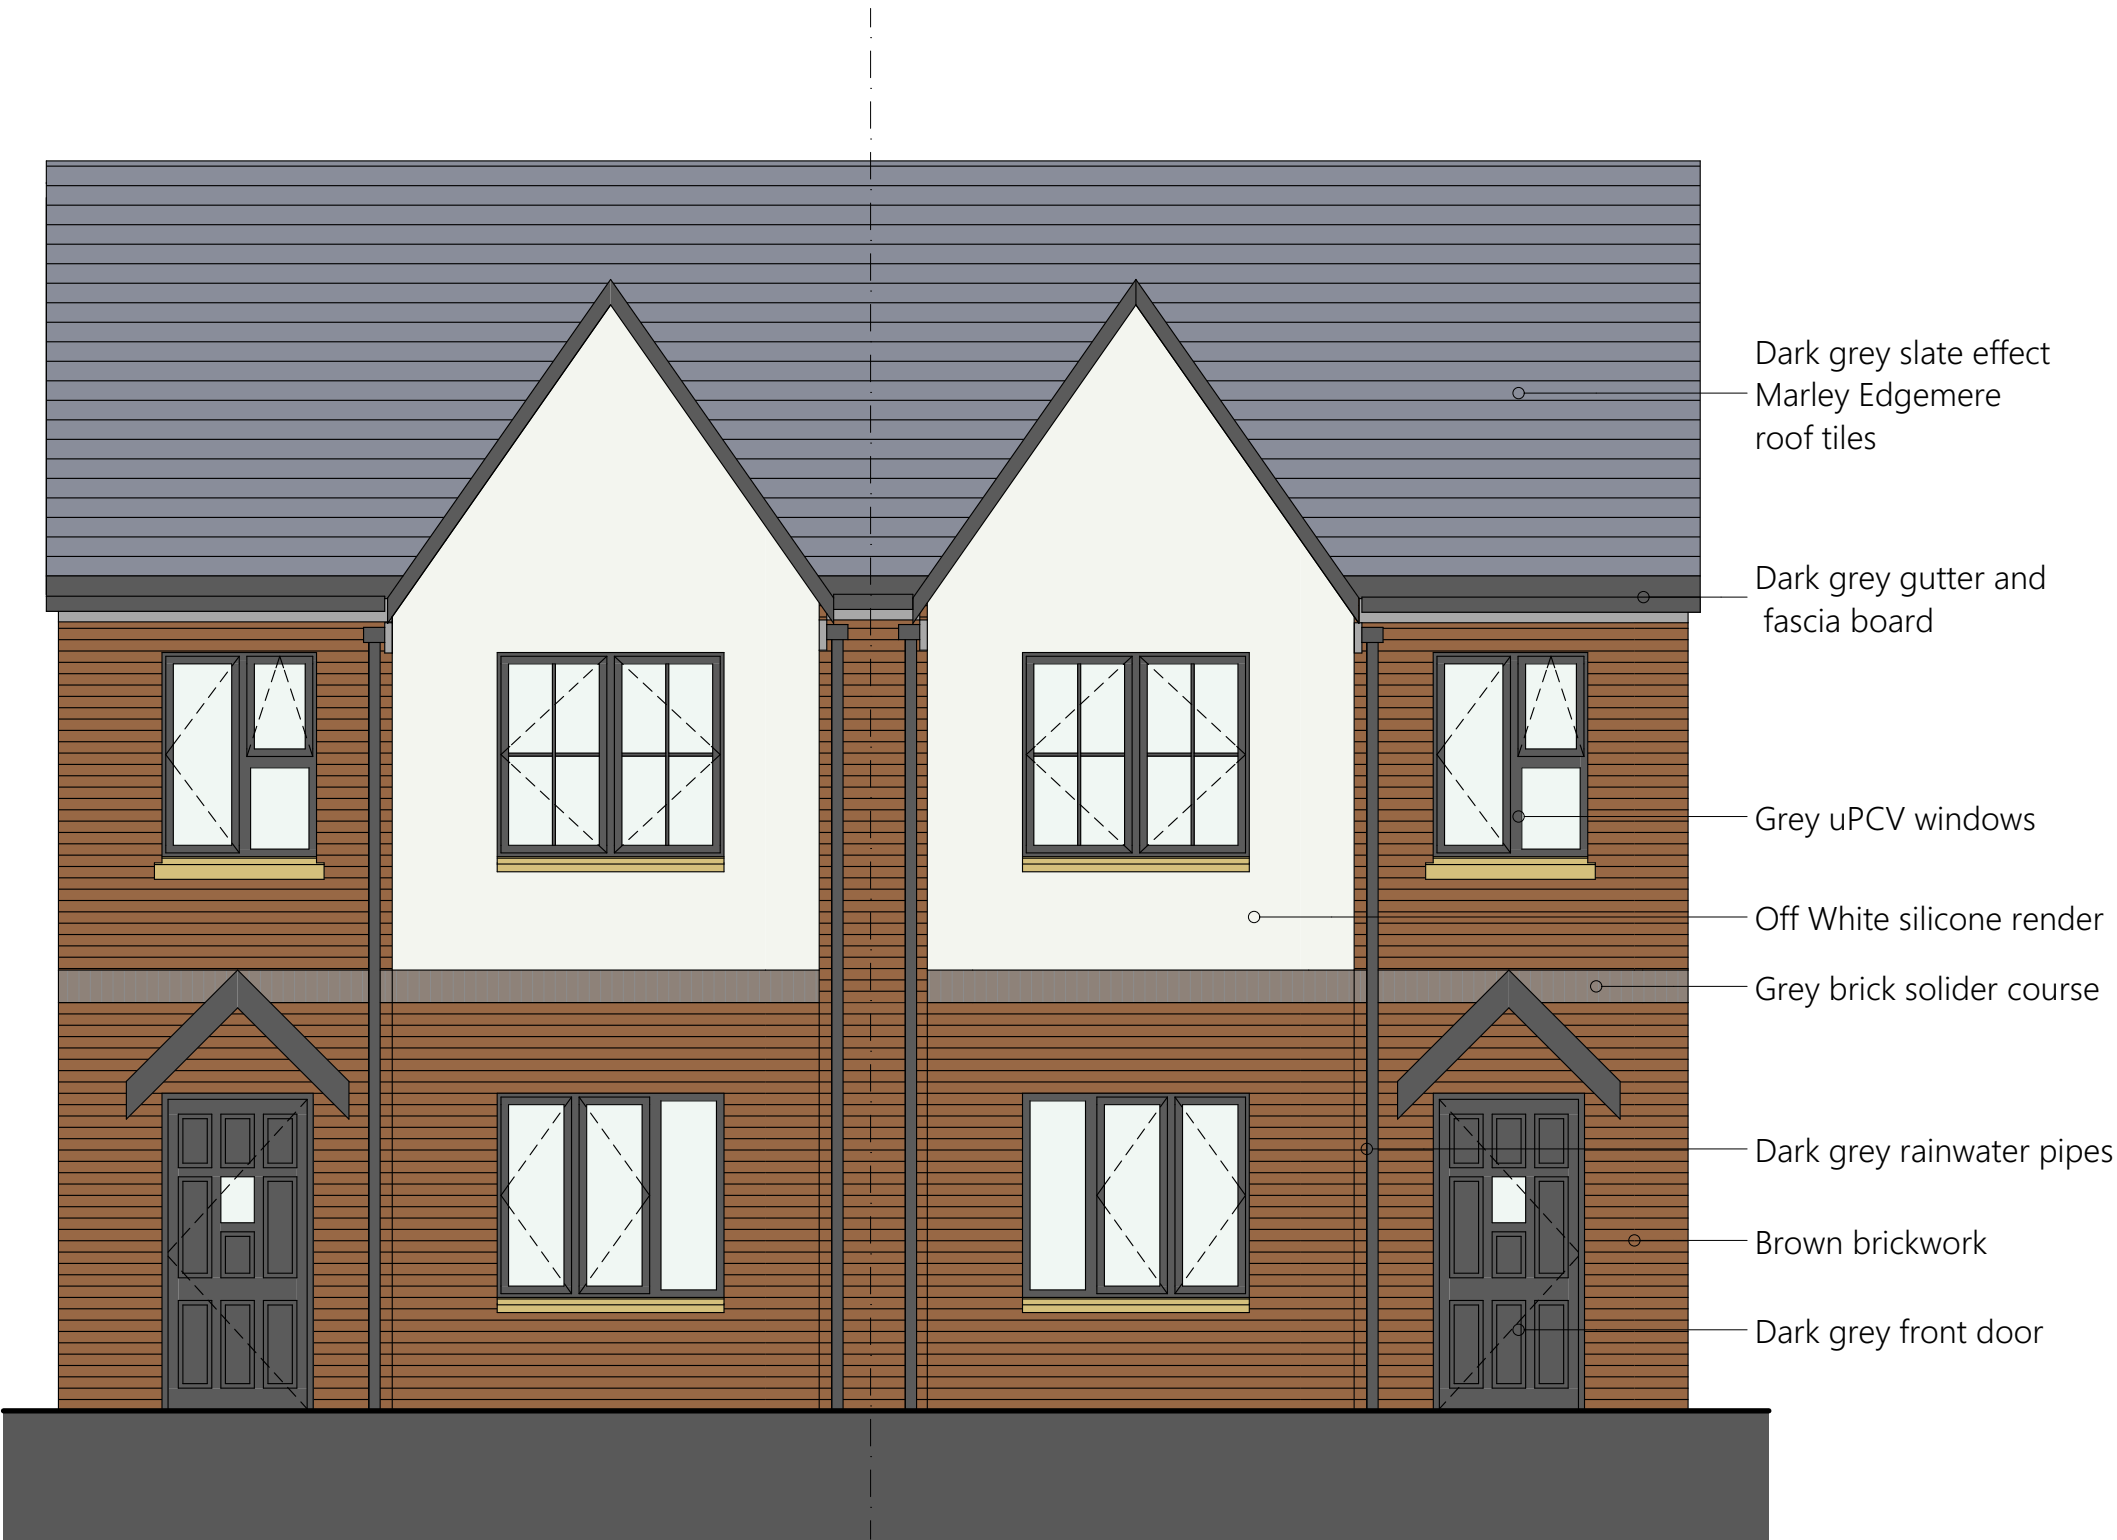 Dark grey slate effect
Marley Edgemere
roof tiles
Dark grey gutter and
fascia board
Grey uPCV windows
Off White silicone render
Grey brick solider course
Dark grey rainwater pipes
Brown brickwork
Dark grey front door